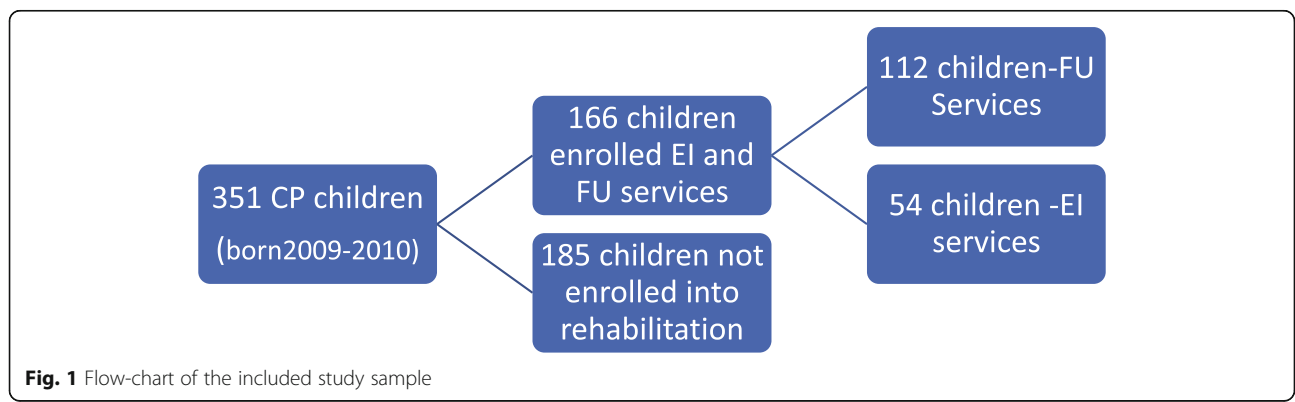 351 CP children
(born2009-2010)
166 children
enrolled EI and
FU services
185 children not
enrolled into
rehabilitation
112 children-FU
Services
54 children -EI
services
Fig. 1 Flow-chart of the included study sample